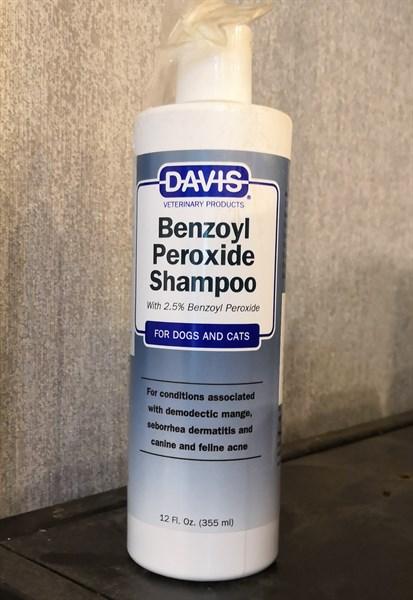 DAVIS®
VETERINARY PRODUCTS
Benzoyl
Peroxide
Shampoo
With 2.5% Benzoyl Peroxide
FOR DOGS AND CATS
For conditions associated
with demodectic mange,
seborrhea dermatitis and
canine and feline acne
12 Fl. Oz. (355 ml)